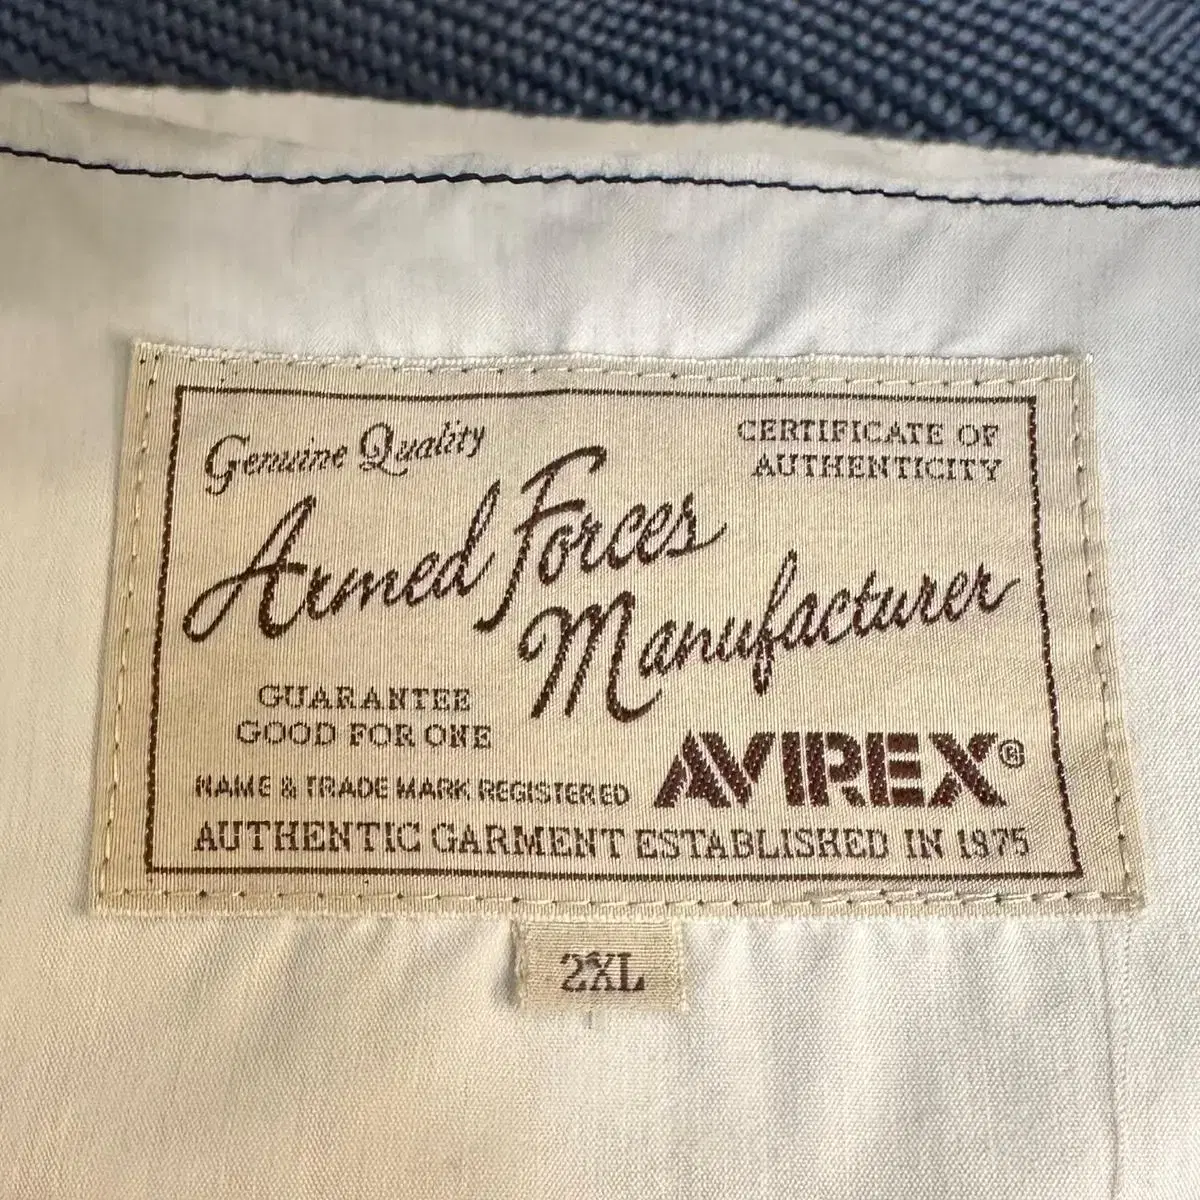 Genuine Quality
CERTIFICATE OF
AUTHENTICITY
Armed Forces
Manufacturer
GUARANTEE
GOOD FOR ONE
NAME & TRADE MARK REGISTERED
AVIREX®
AUTHENTIC GARMENT ESTABLISHED IN 1975
2XL